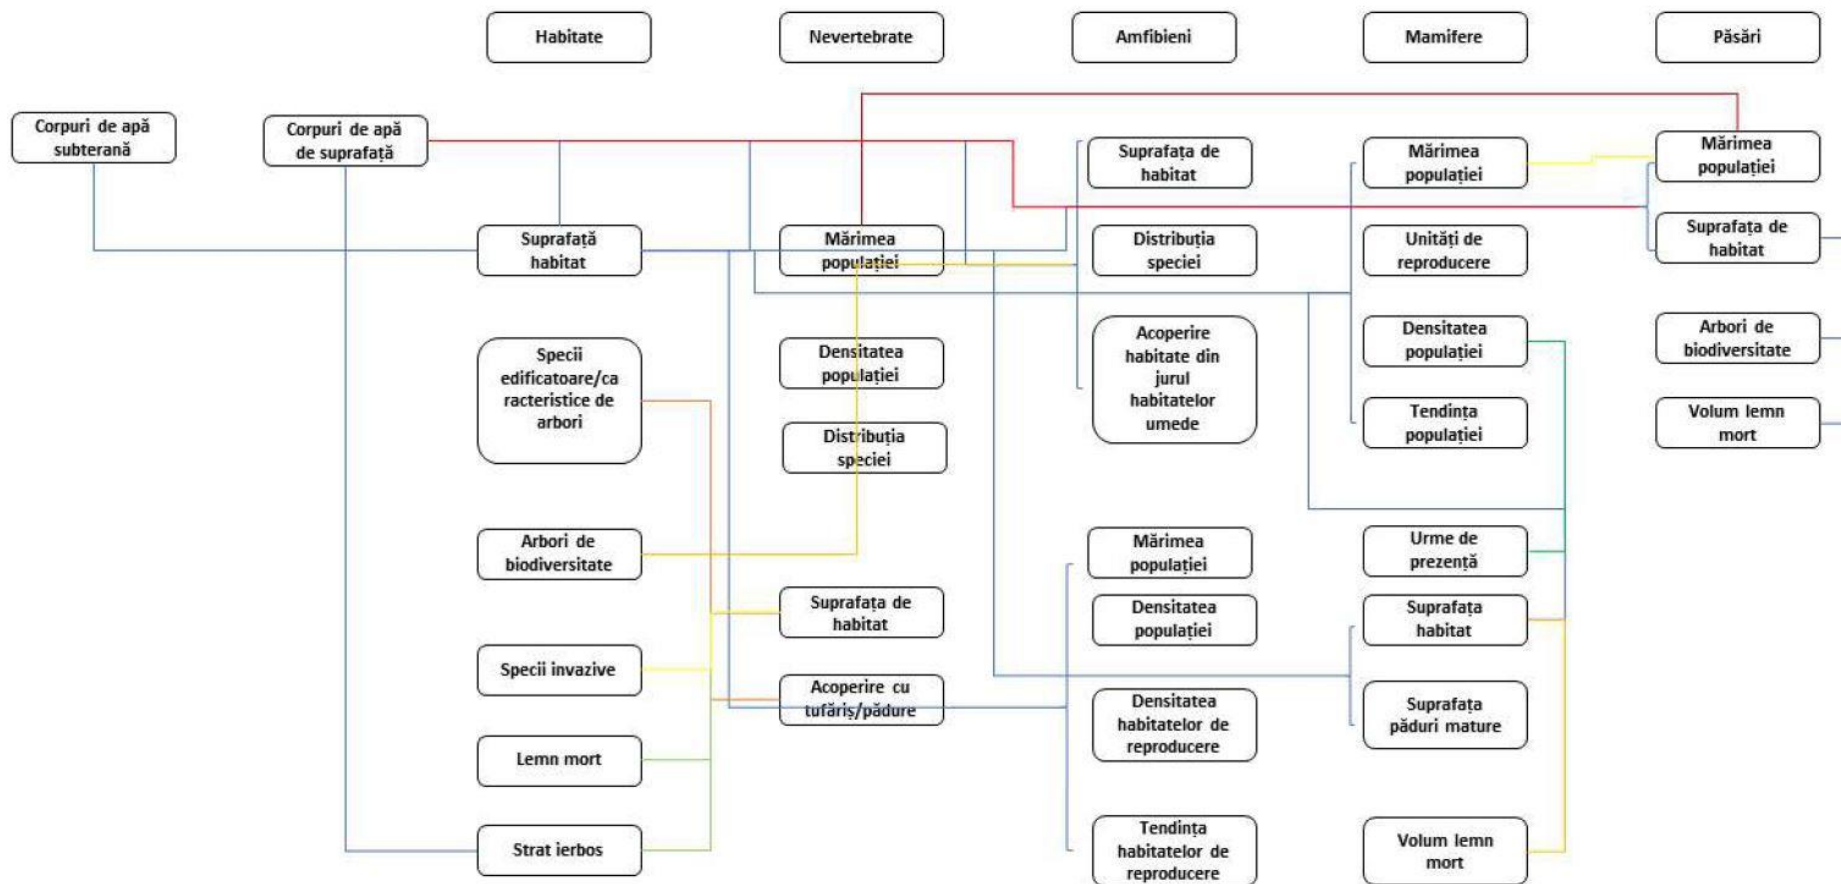 Habitate
Nevertebrate
Amfibieni
Mamifere
Păsări
Corpuri de apă
subterană
Corpuri de apă
de suprafață
Suprafață
habitat
Specii
edificatoare/ca
racteristice de
arbori
Arbori de
biodiversitate
Specii invazive
Lemn mort
Strat ierbos
Mărimea
populației
Densitatea
populației
Distribuția
speciei
Suprafața de
habitat
Acoperire cu
tufăriș/pădure
Suprafața de
habitat
Distribuția
speciei
Acoperire
habitate din
jurul
habitatelor
umede
Mărimea
populației
Densitatea
populației
Densitatea
habitatelor de
reproducere
Tendința
habitatelor de
reproducere
Mărimea
populației
Unități de
reproducere
Densitatea
populației
Tendința
populației
Urme de
prezență
Suprafața
habitat
Suprafața
păduri mature
Volum lemn
mort
Mărimea
populației
Suprafața de
habitat
Arbori de
biodiversitate
Volum lemn
mort